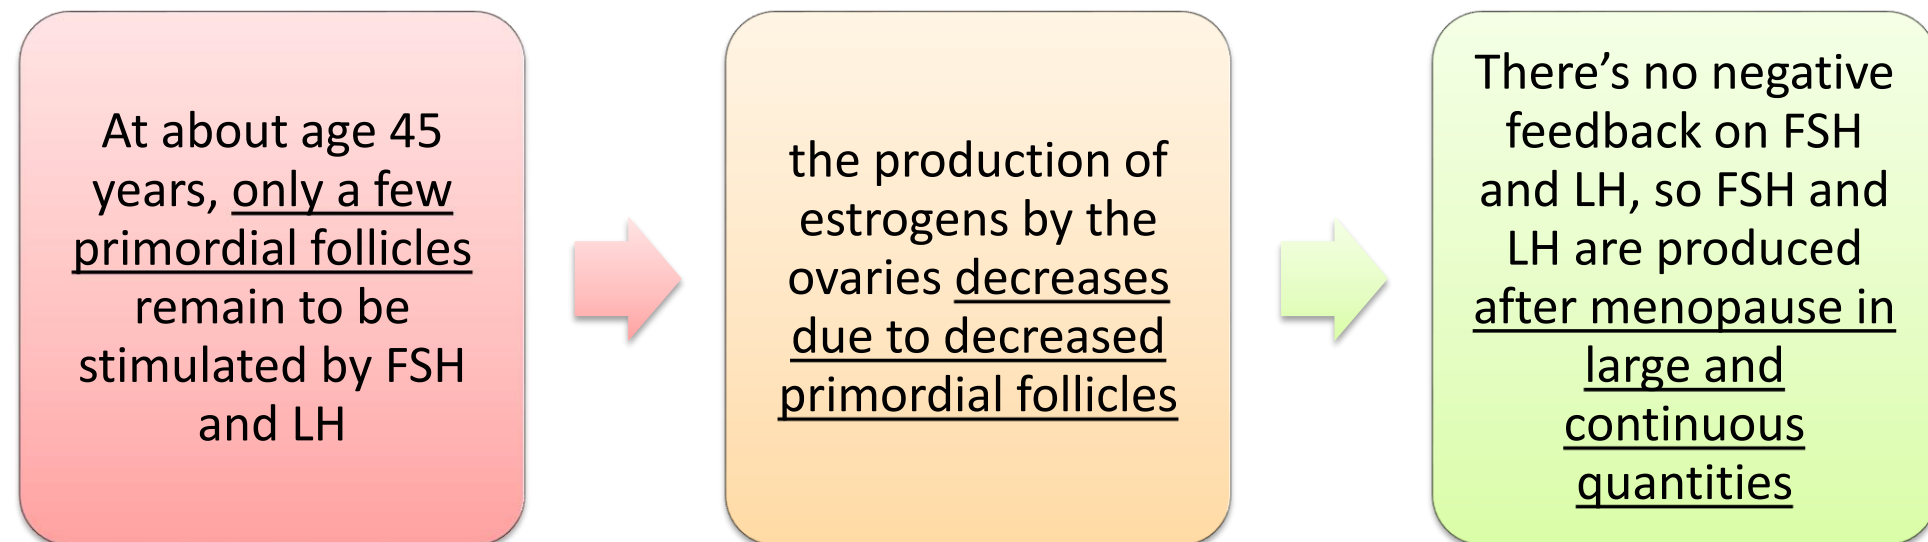 At about age 45
years, only a few
primordial follicles
remain to be
stimulated by FSH
and LH
the production of
estrogens by the
ovaries decreases
due to decreased
primordial follicles
There’s no negative
feedback on FSH
and LH, so FSH and
LH are produced
after menopause in
large and
continuous
quantities